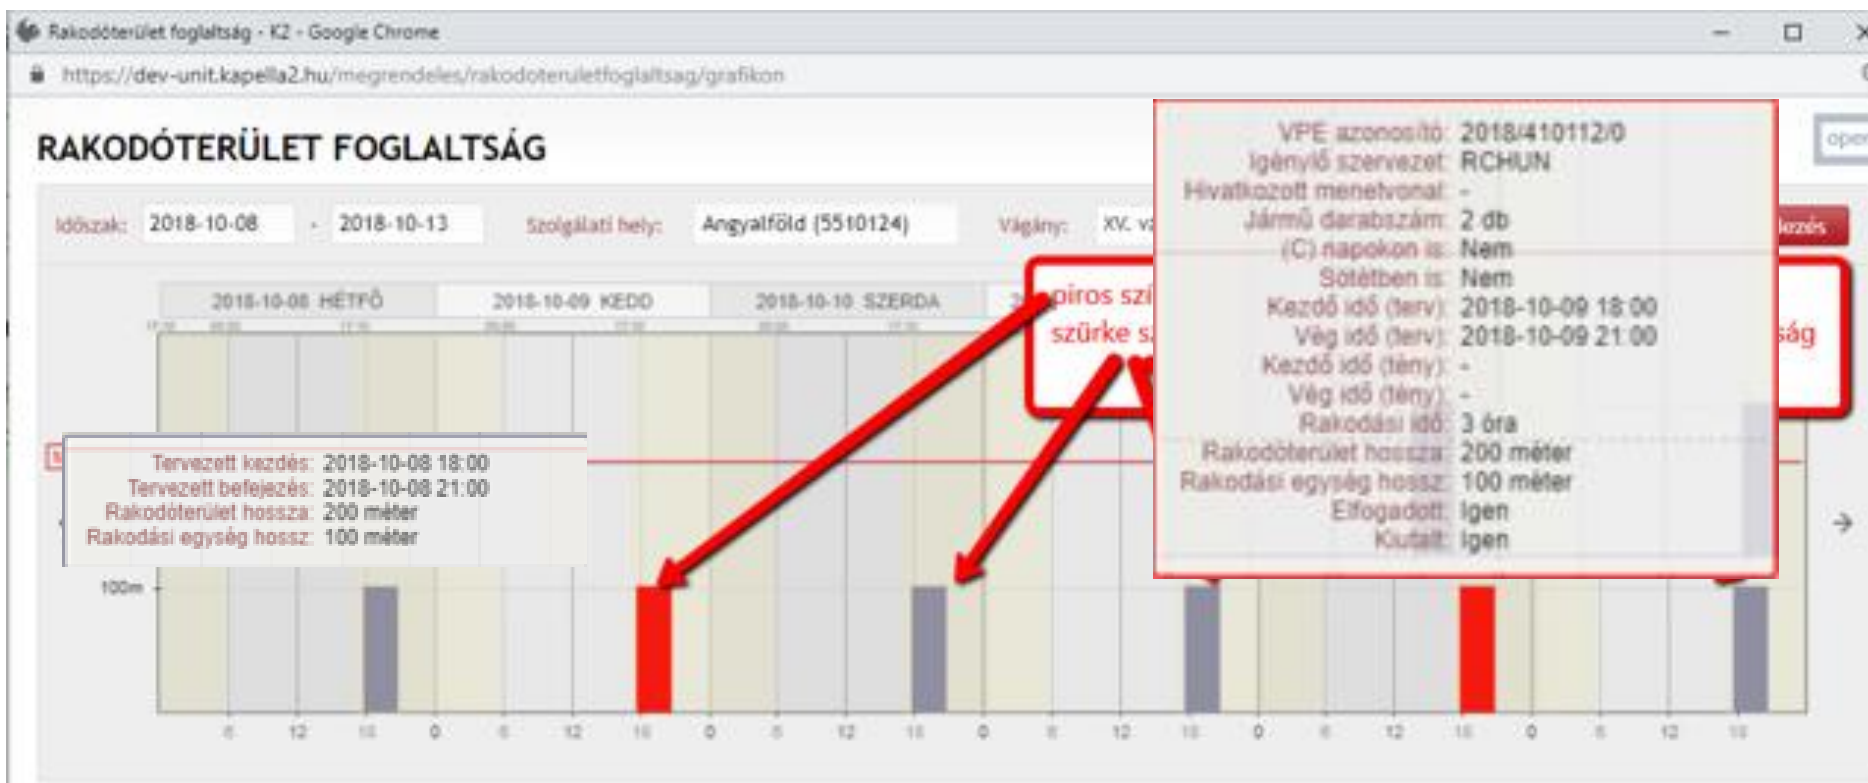 Rakodóterület foglaltság - K2 - Google Chrome
https://dev-unit.kapella2.hu/megrendeles/rakodoteruletfoglaltsag/grafikon
RAKODÓTERÜLET FOGLALTSÁG
Időszak: 2018-10-08 - 2018-10-13 Szolgálati hely: Angyalföld (5510124) Vágány: XV.
2018-10-08 HÉTFŐ 2018-10-09 KEDD 2018-10-10 SZERDA
piros
szürke
ság
VPE azonosító: 2018/410112/0
Igénylő szervezet: RCHUN
Hivatkozott menetvonal: -
Jármű darabszám: 2 db
(C) napokon is: Nem
Sötétben is: Nem
Kezdő idő (terv): 2018-10-09 18:00
Vég idő (terv): 2018-10-09 21:00
Kezdő idő (tény): -
Vég idő (tény): -
Rakodási idő: 3 óra
Rakodóterület hossza: 200 méter
Rakodási egység hossz: 100 méter
Elfogadott: Igen
Kiutalt: Igen
Tervezett kezdés: 2018-10-08 18:00
Tervezett befejezés: 2018-10-08 21:00
Rakodóterület hossza: 200 méter
Rakodási egység hossz: 100 méter
100m
6 12 18 0 6 12 18 0 6 12 18 0 6 12 18 0 6 12 18 0 6 12 18